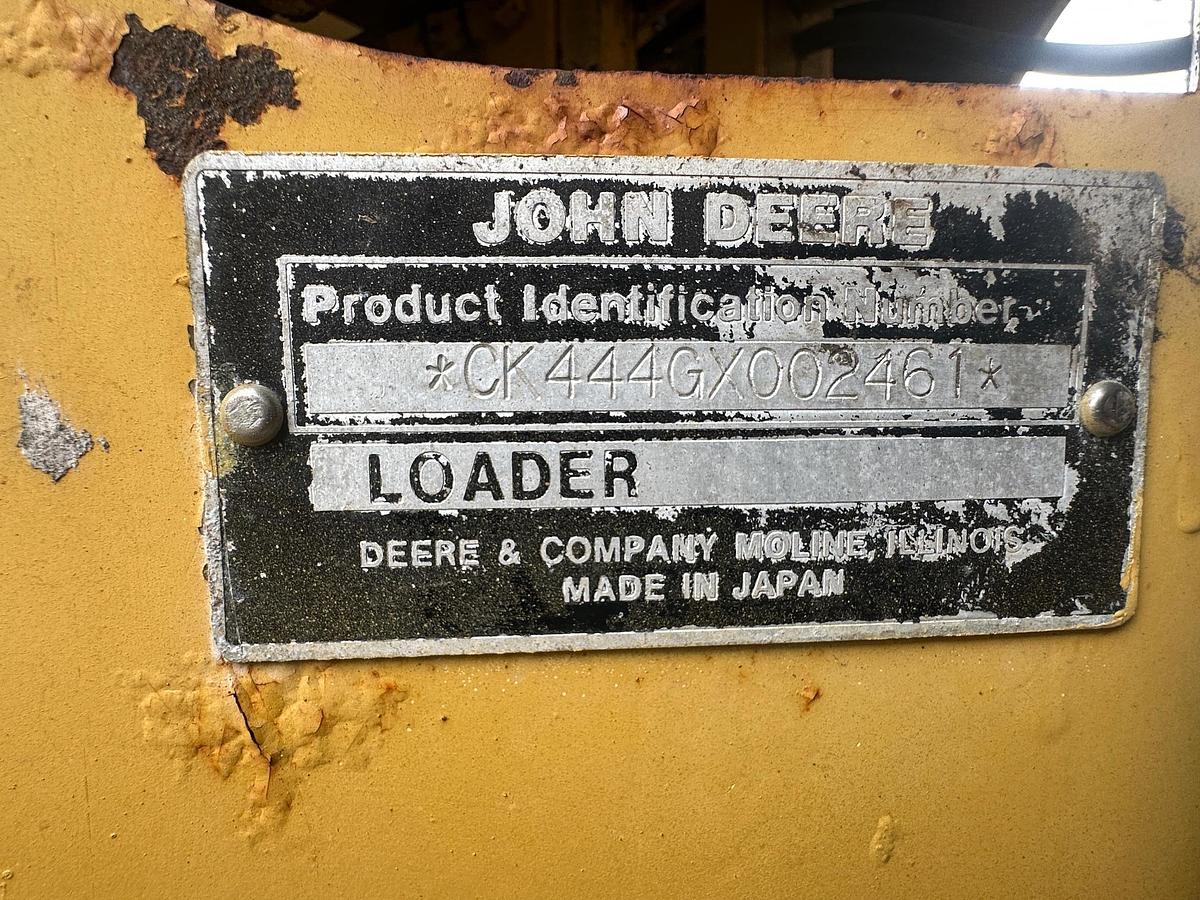 JOHN DEERE
Product Identification Number
*CK444GX002461*
LOADER
DEERE & COMPANY MOLINE, ILLINOIS
MADE IN JAPAN